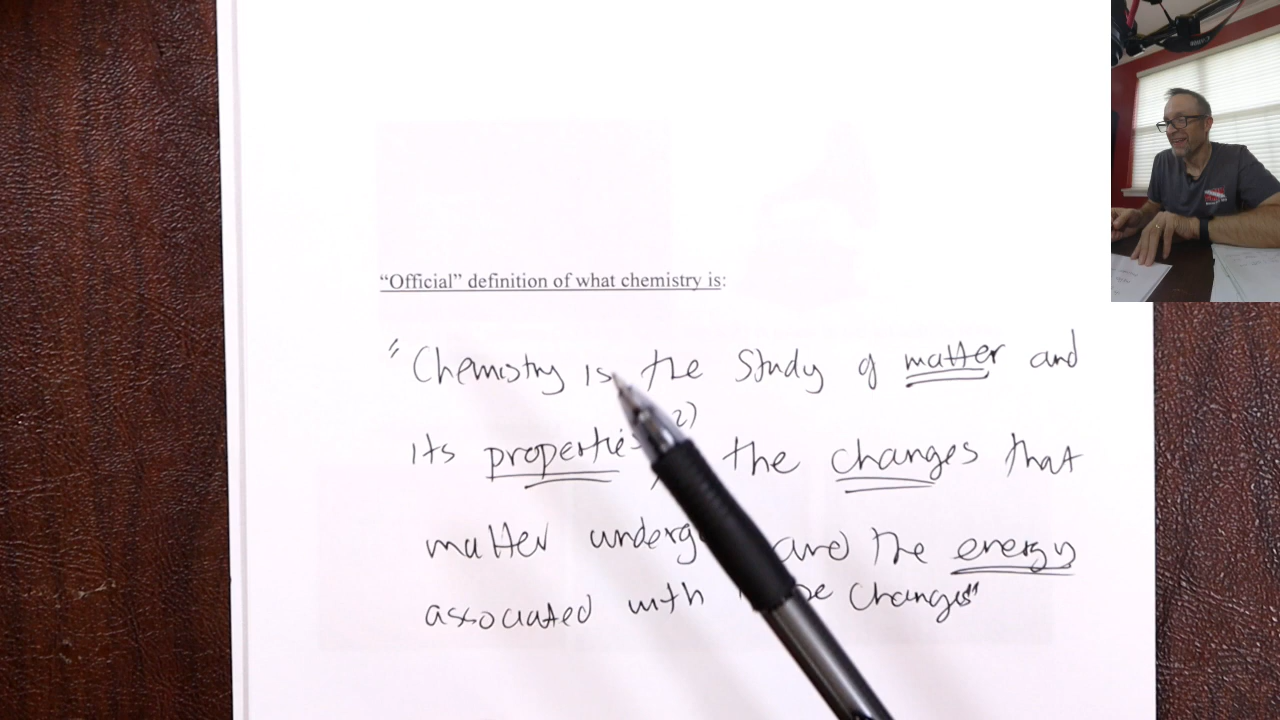 “Official” definition of what chemistry is:
"Chemistry is the study of matter and
2)
its properties, the changes that
matter and the energy
associated with changes"